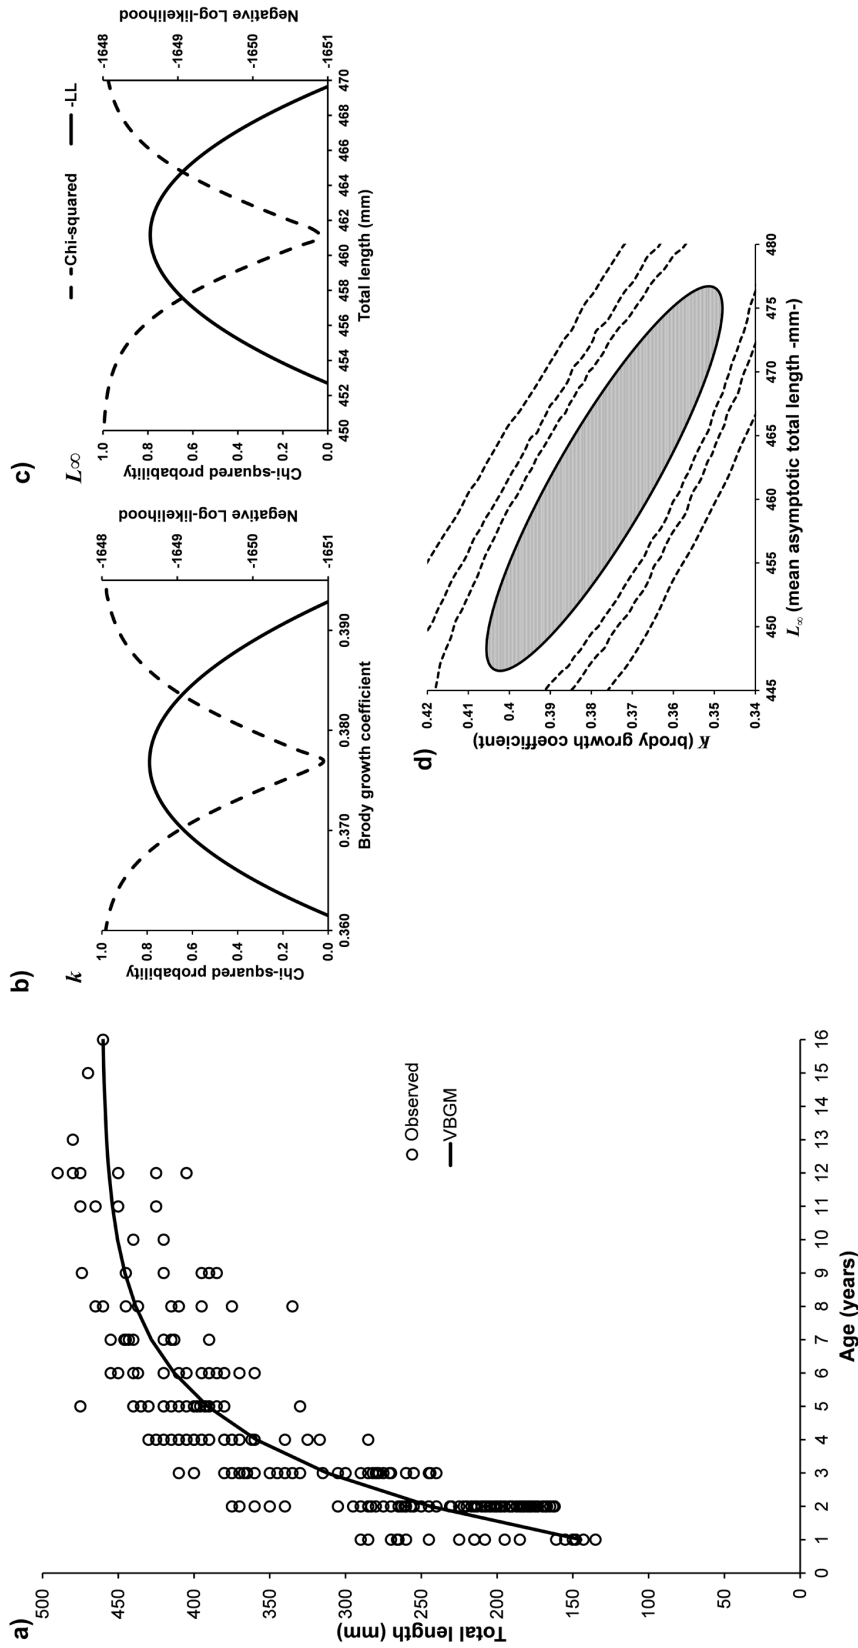 a)
500
450
400
350
300
250
200
150
100
50
0
Total length (mm)
0 1 2 3 4 5 6 7 8 9 10 11 12 13 14 15 16
Age (years)
Observed
VBGM
b)
k
1.0
0.8
0.6
0.4
0.2
0.0
Chi-squared probability
0.360 0.370 0.380 0.390
Brody growth coefficient
-1648
-1649
-1650
-1651
Negative Log-likelihood
c)
L∞
Chi-squared -LL
1.0
0.8
0.6
0.4
0.2
0.0
Chi-squared probability
450 452 454 456 458 460 462 464 466 468 470
Total length (mm)
-1648
-1649
-1650
-1651
Negative Log-likelihood
d)
0.42
0.41
0.4
0.39
0.38
0.37
0.36
0.35
0.34
K (brody growth coefficient)
445 450 455 460 465 470 475 480
L∞ (mean asymptotic total length -mm-)